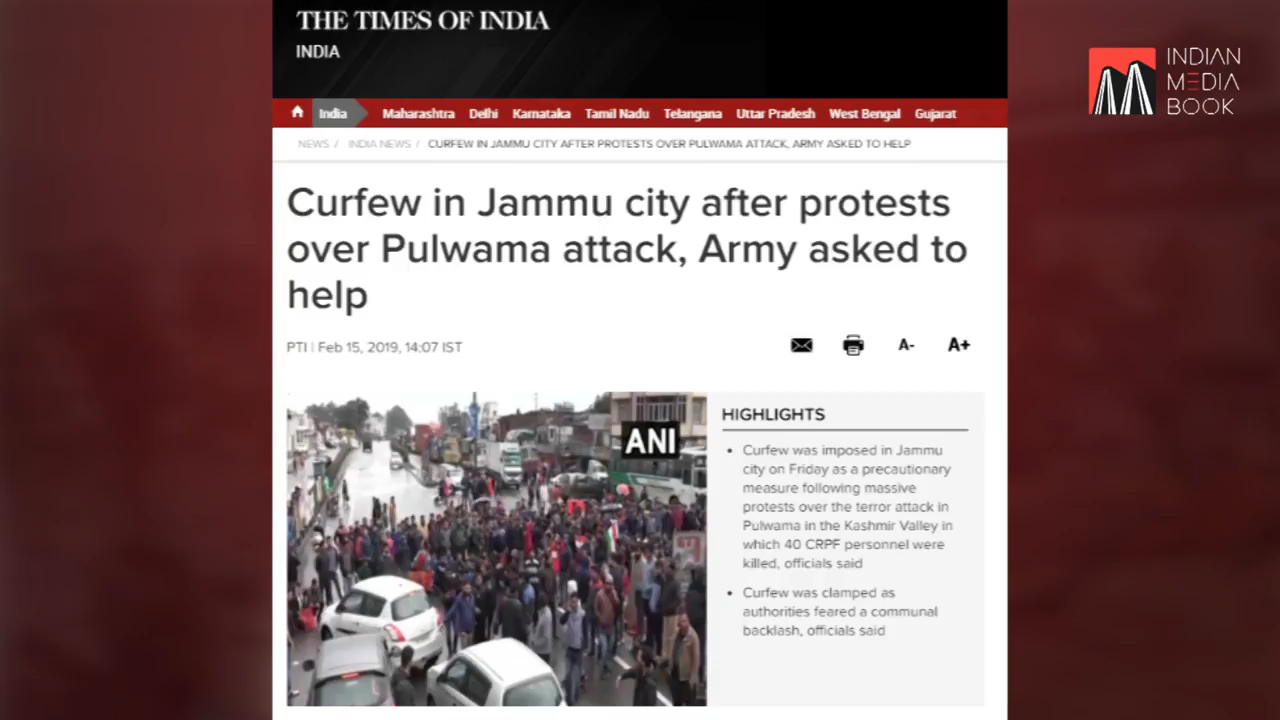 THE TIMES OF INDIA
INDIA
INDIAN
MEDIA
BOOK
India Maharashtra Delhi Karnataka Tamil Nadu Telangana Uttar Pradesh West Bengal Gujarat
NEWS / INDIA NEWS / CURFEW IN JAMMU CITY AFTER PROTESTS OVER PULWAMA ATTACK, ARMY ASKED TO HELP
Curfew in Jammu city after protests
over Pulwama attack, Army asked to
help
PTI | Feb 15, 2019, 14:07 IST
A- A+
ANI
HIGHLIGHTS
• Curfew was imposed in Jammu
city on Friday as a precautionary
measure following massive
protests over the terror attack in
Pulwama in the Kashmir Valley in
which 40 CRPF personnel were
killed, officials said
• Curfew was clamped as
authorities feared a communal
backlash, officials said